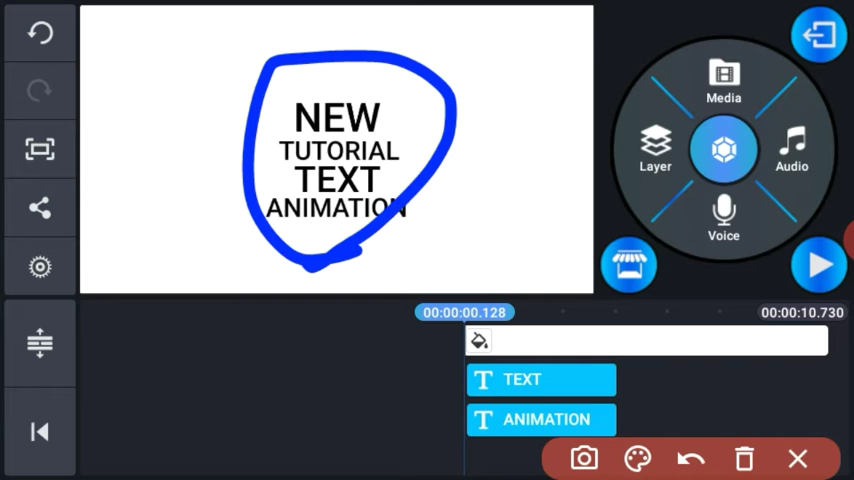 NEW
TUTORIAL
TEXT
ANIMATION
Media
Layer
Audio
Voice
00:00:00.128
00:00:10.730
T TEXT
T ANIMATION